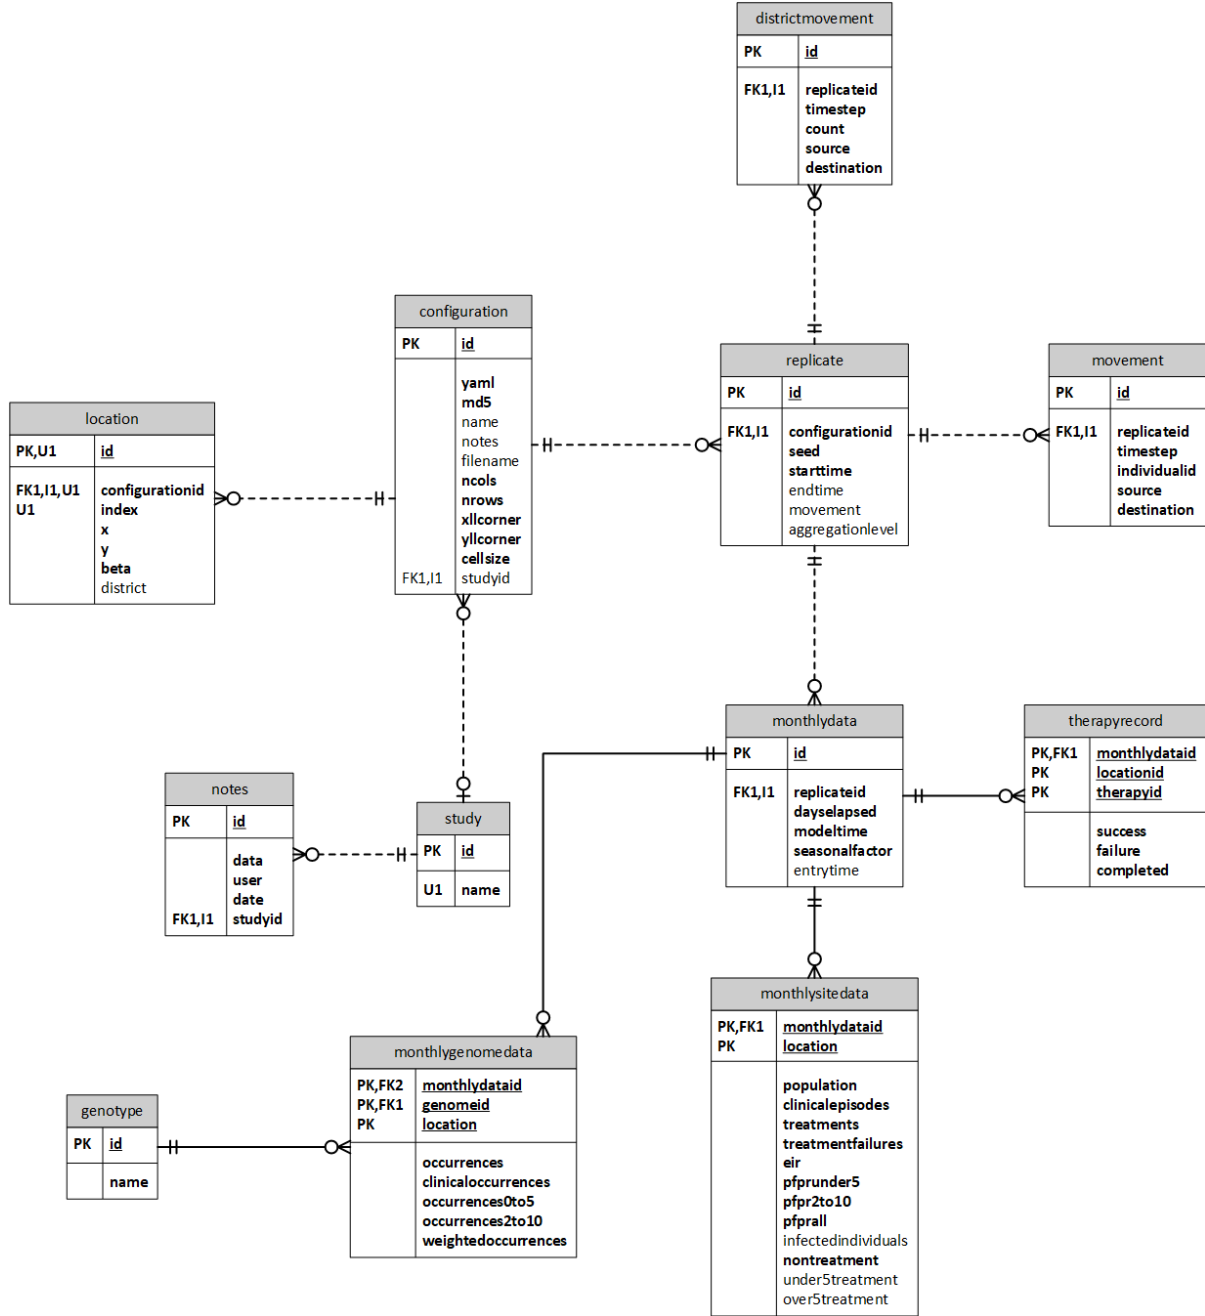 districtmovement
PK id
FK1,I1 replicateid
timestep
count
source
destination
configuration
PK id
yaml
md5
name
notes
filename
ncols
nrows
xllcorner
yllcorner
cellsize
FK1,I1 studyid
replicate
PK id
FK1,I1 configurationid
seed
starttime
endtime
movement
aggregationlevel
movement
PK id
FK1,I1 replicateid
timestep
individualid
source
destination
location
PK,U1 id
FK1,I1,U1 configurationid
U1 index
x
y
beta
district
monthlydata
PK id
FK1,I1 replicateid
dayselapsed
modeltime
seasonalfactor
entrytime
therapyrecord
PK,FK1 monthlydataid
PK locationid
PK therapyid
success
failure
completed
notes
PK id
data
user
date
FK1,I1 studyid
study
PK id
U1 name
monthlysitedata
PK,FK1 monthlydataid
PK location
population
clinicalepisodes
treatments
treatmentfailures
eir
pfprunder5
pfpr2to10
pfprall
infectedindividuals
nontreatment
under5treatment
over5treatment
monthlygenomedata
PK,FK2 monthlydataid
PK,FK1 genomeid
PK location
occurrences
clinicaloccurrences
occurrences0to5
occurrences2to10
weightedoccurrences
genotype
PK id
name